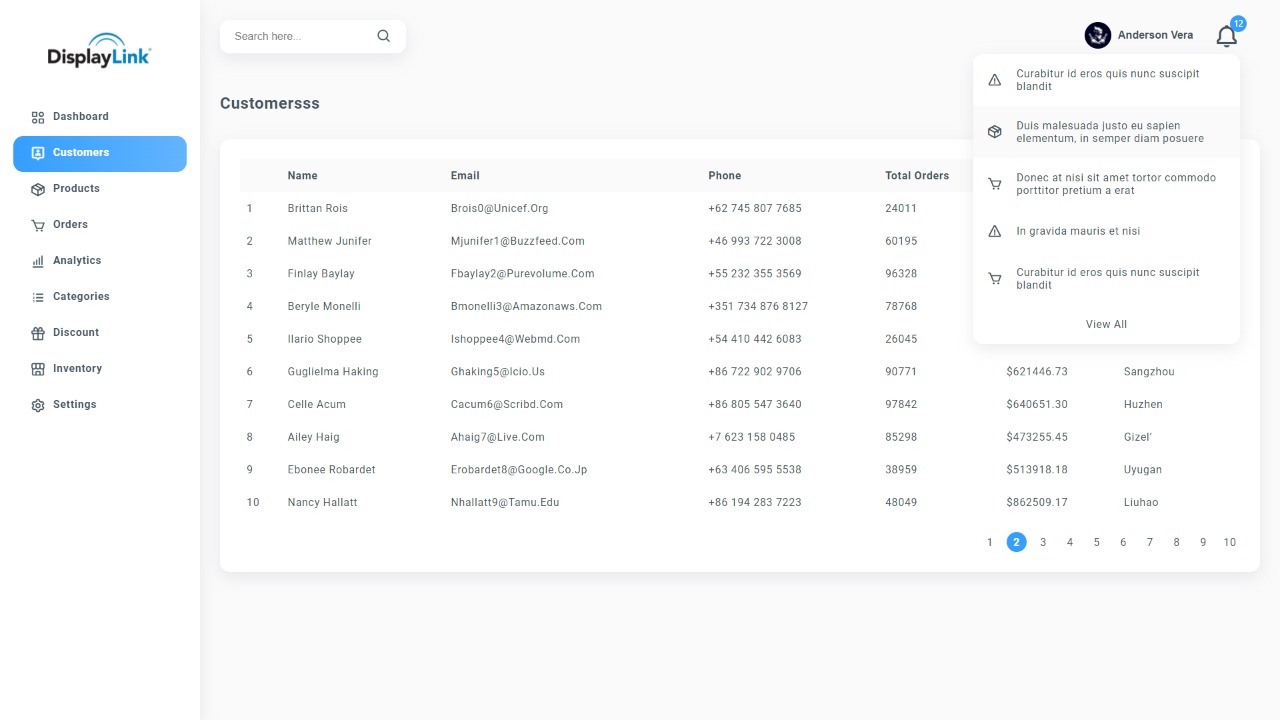 DisplayLink
Dashboard
Customers
Products
Orders
Analytics
Categories
Discount
Inventory
Settings
Search here...
Anderson Vera
12
Customersss
Curabitur id eros quis nunc suscipit
blandit
Duis malesuada justo eu sapien
elementum, in semper diam posuere
Donec at nisi sit amet tortor commodo
porttitor pretium a erat
In gravida mauris et nisi
Curabitur id eros quis nunc suscipit
blandit
View All
Name Email Phone Total Orders
1 Brittan Rois Brois0@Unicef.Org +62 745 807 7685 24011
2 Matthew Junifer Mjunifer1@Buzzfeed.Com +46 993 722 3008 60195
3 Finlay Baylay Fbaylay2@Purevolume.Com +55 232 355 3569 96328
4 Beryle Monelli Bmonelli3@Amazonaws.Com +351 734 876 8127 78768
5 Ilario Shoppee Ishoppee4@Webmd.Com +54 410 442 6083 26045
6 Guglielma Haking Ghaking5@Icio.Us +86 722 902 9706 90771 $621446.73 Sangzhou
7 Celle Acum Cacum6@Scribd.Com +86 805 547 3640 97842 $640651.30 Huzhen
8 Ailey Haig Ahaig7@Live.Com +7 623 158 0485 85298 $473255.45 Gizel'
9 Ebonee Robardet Erobardet8@Google.Co.Jp +63 406 595 5538 38959 $513918.18 Uyugan
10 Nancy Hallatt Nhallatt9@Tamu.Edu +86 194 283 7223 48049 $862509.17 Liuhao
1 2 3 4 5 6 7 8 9 10